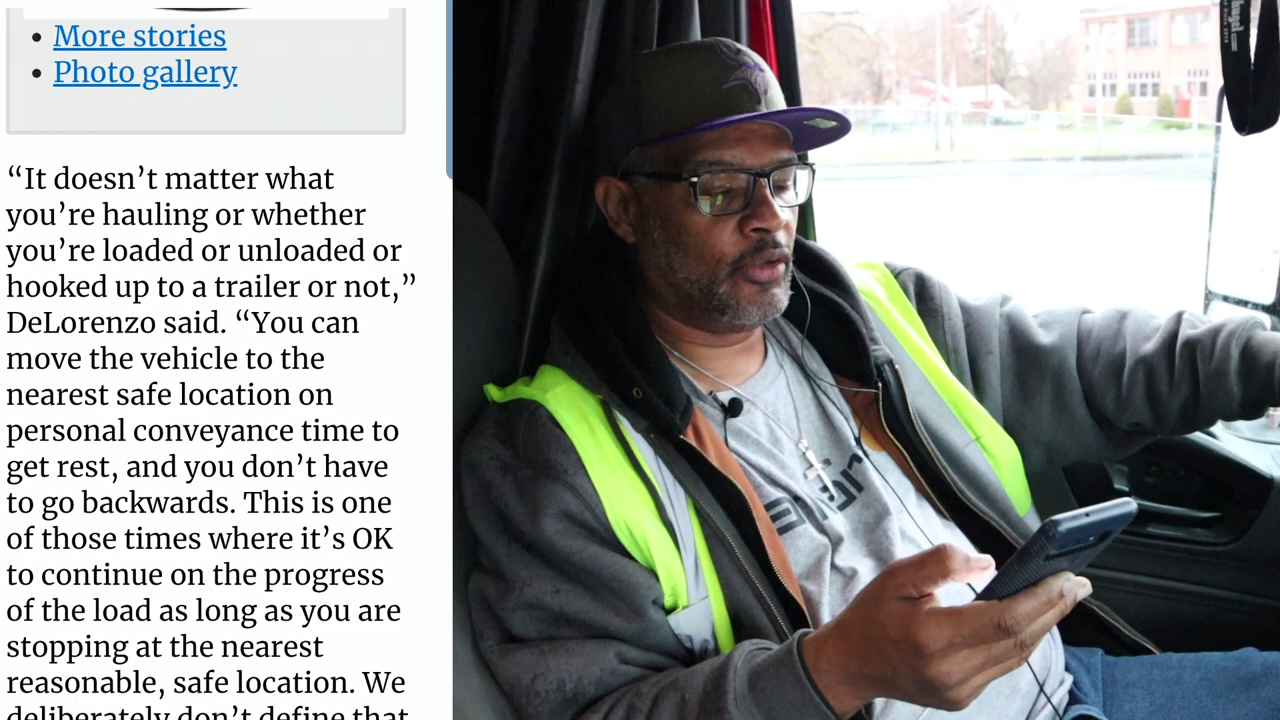 More stories
Photo gallery
“It doesn’t matter what
you’re hauling or whether
you’re loaded or unloaded or
hooked up to a trailer or not,”
DeLorenzo said. “You can
move the vehicle to the
nearest safe location on
personal conveyance time to
get rest, and you don’t have
to go backwards. This is one
of those times where it’s OK
to continue on the progress
of the load as long as you are
stopping at the nearest
reasonable, safe location. We
deliberately don’t define that